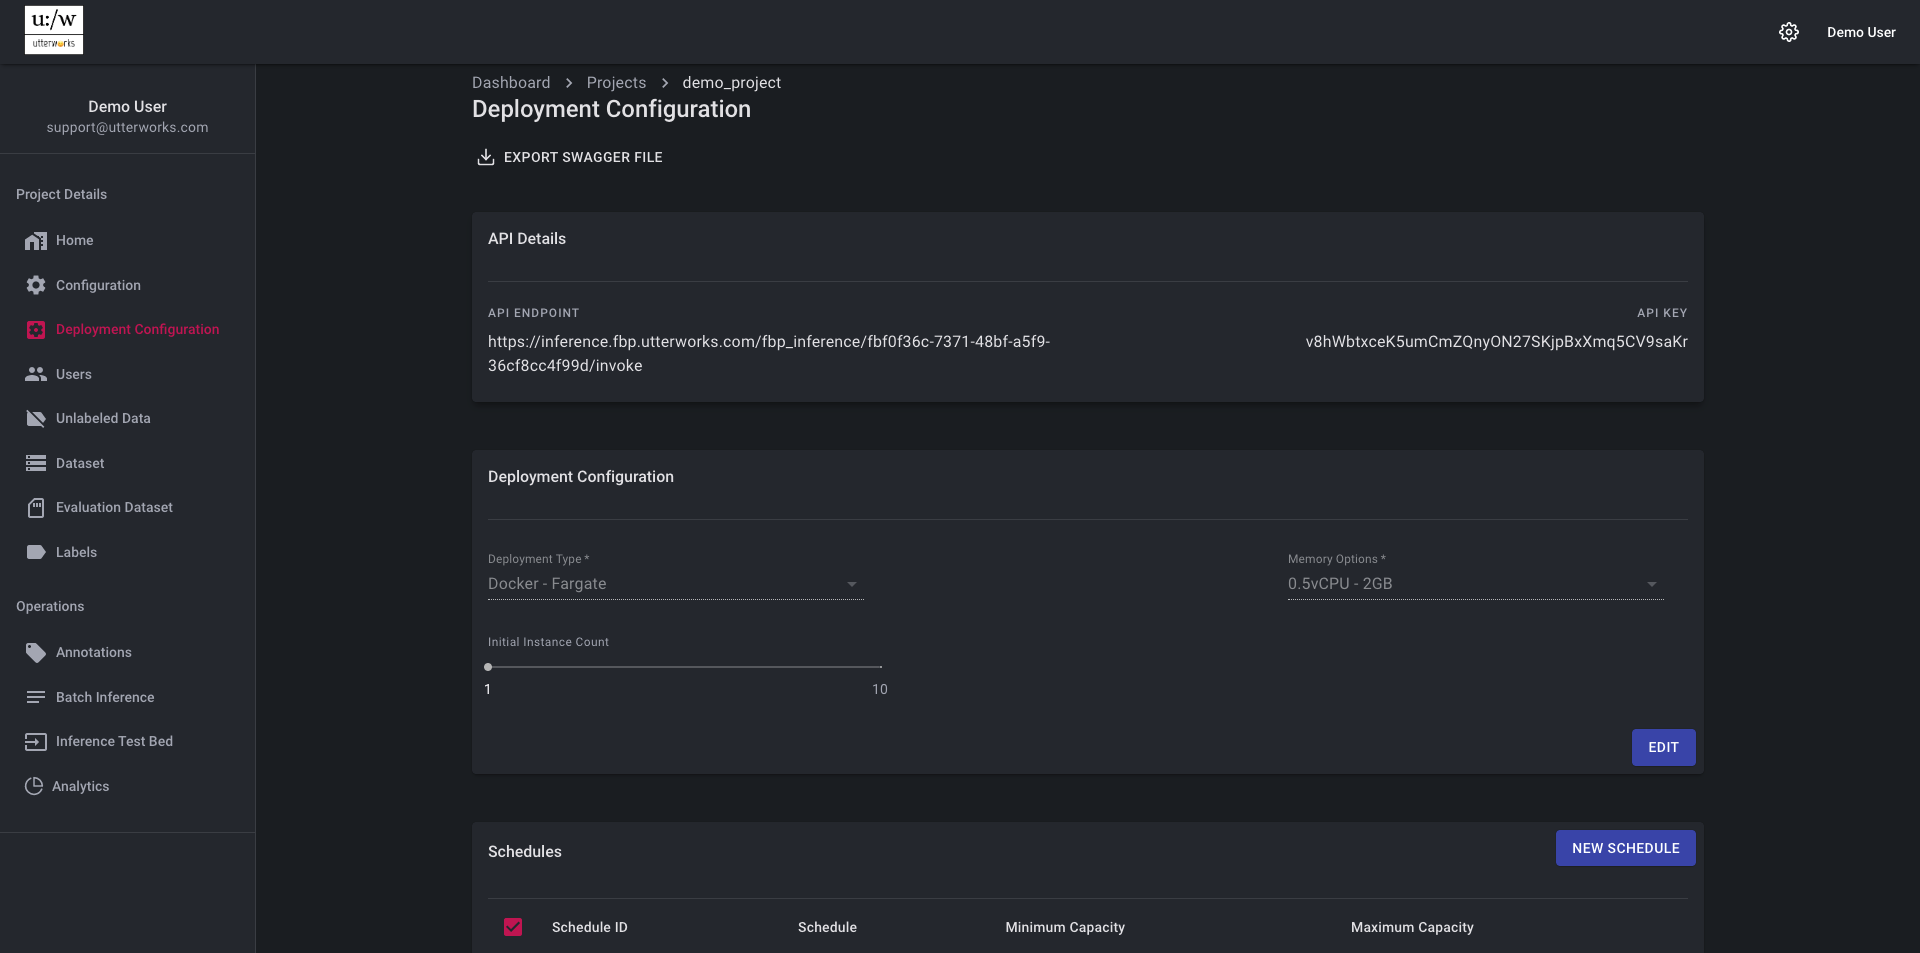 u:/w
utterworks
Demo User
Demo User
support@utterworks.com
Project Details
Home
Configuration
Deployment Configuration
Users
Unlabeled Data
Dataset
Evaluation Dataset
Labels
Operations
Annotations
Batch Inference
Inference Test Bed
Analytics
Dashboard > Projects > demo_project
Deployment Configuration
EXPORT SWAGGER FILE
API Details
API ENDPOINT
https://inference.fbp.utterworks.com/fbp_inference/fbf0f36c-7371-48bf-a5f9-
36cf8cc4f99d/invoke
API KEY
v8hWbtxceK5umCmZQnyON27SKjpBxXmq5CV9saKr
Deployment Configuration
Deployment Type *
Docker - Fargate
Memory Options *
0.5vCPU - 2GB
Initial Instance Count
1 10
EDIT
Schedules
NEW SCHEDULE
Schedule ID Schedule Minimum Capacity Maximum Capacity